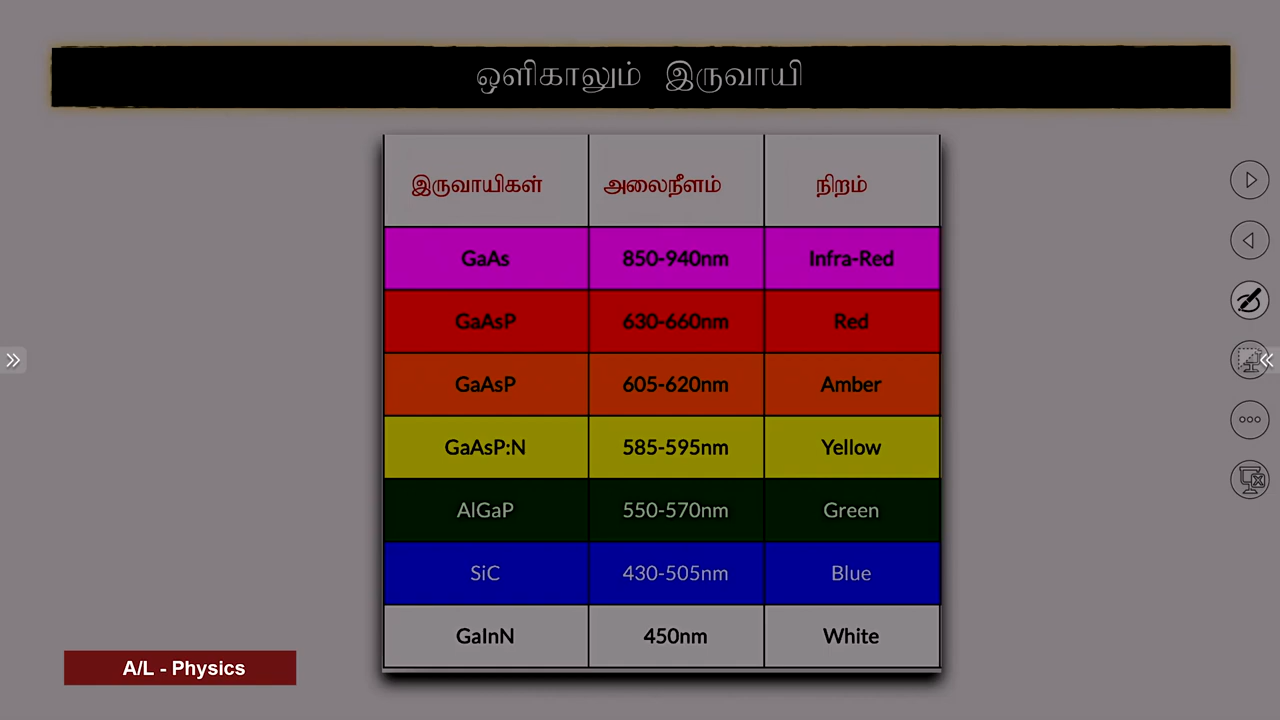 ஒளிகாலும் இருவாயி
இருவாயிகள் அலைநீளம் நிறம்
GaAs 850-940nm Infra-Red
GaAsP 630-660nm Red
GaAsP 605-620nm Amber
GaAsP:N 585-595nm Yellow
AlGaP 550-570nm Green
SiC 430-505nm Blue
GaInN 450nm White
A/L - Physics